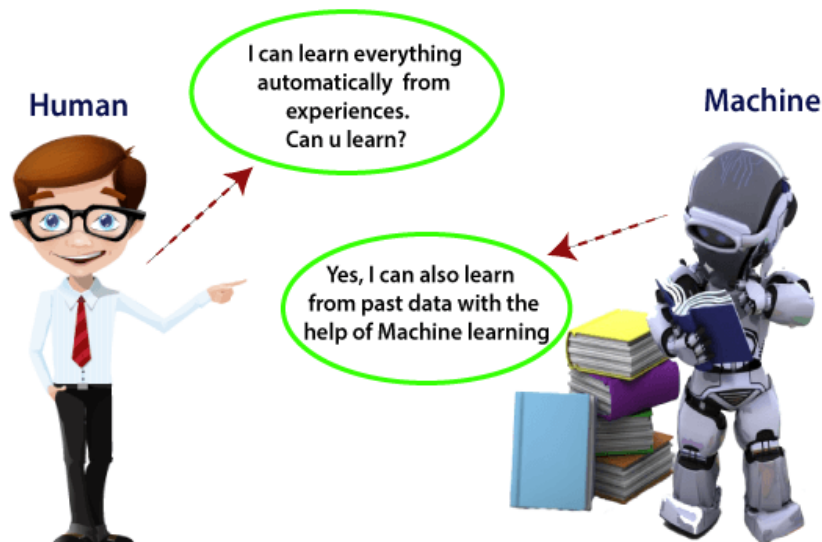 Human
I can learn everything
automatically from
experiences.
Can u learn?
Machine
Yes, I can also learn
from past data with the
help of Machine learning